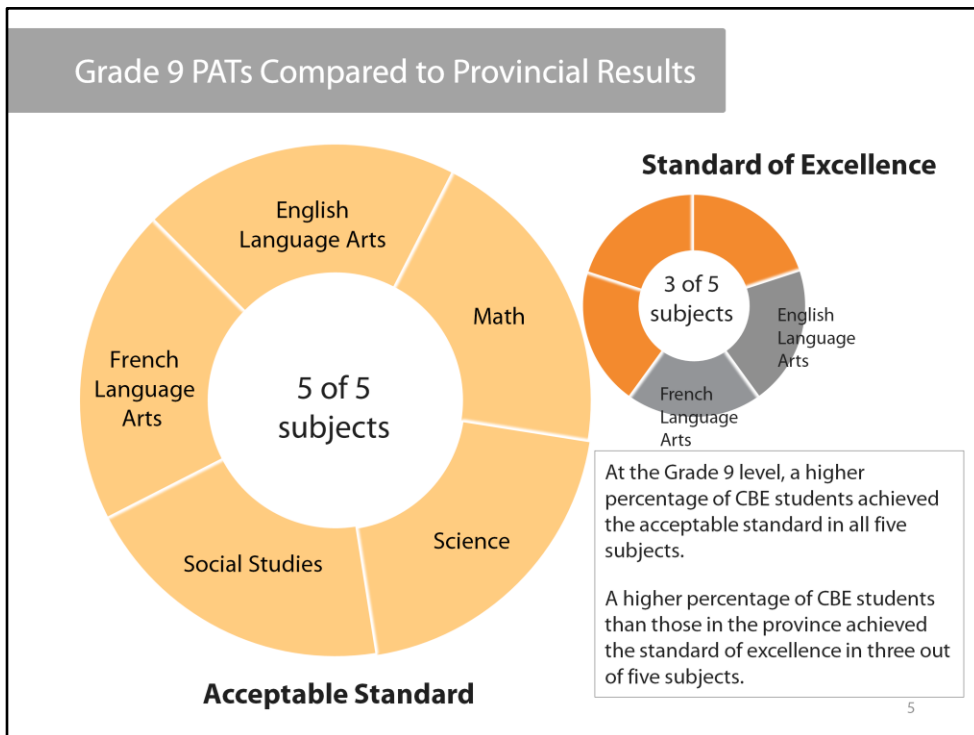 Grade 9 PATs Compared to Provincial Results
English
Language Arts
Math
French
Language
Arts
5 of 5
subjects
Science
Social Studies
Acceptable Standard
Standard of Excellence
3 of 5
subjects
English
Language
Arts
French
Language
Arts
At the Grade 9 level, a higher
percentage of CBE students achieved
the acceptable standard in all five
subjects.
A higher percentage of CBE students
than those in the province achieved
the standard of excellence in three out
of five subjects.
5